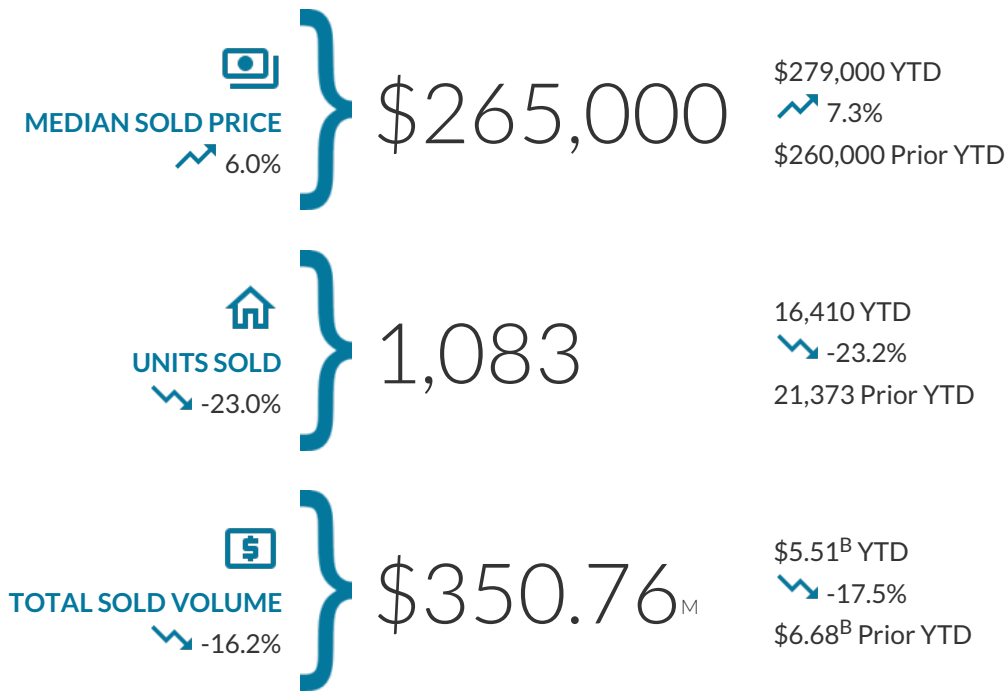 MEDIAN SOLD PRICE
6.0%
$265,000
$279,000 YTD
7.3%
$260,000 Prior YTD
UNITS SOLD
-23.0%
1,083
16,410 YTD
-23.2%
21,373 Prior YTD
TOTAL SOLD VOLUME
-16.2%
$350.76M
$5.51B YTD
-17.5%
$6.68B Prior YTD